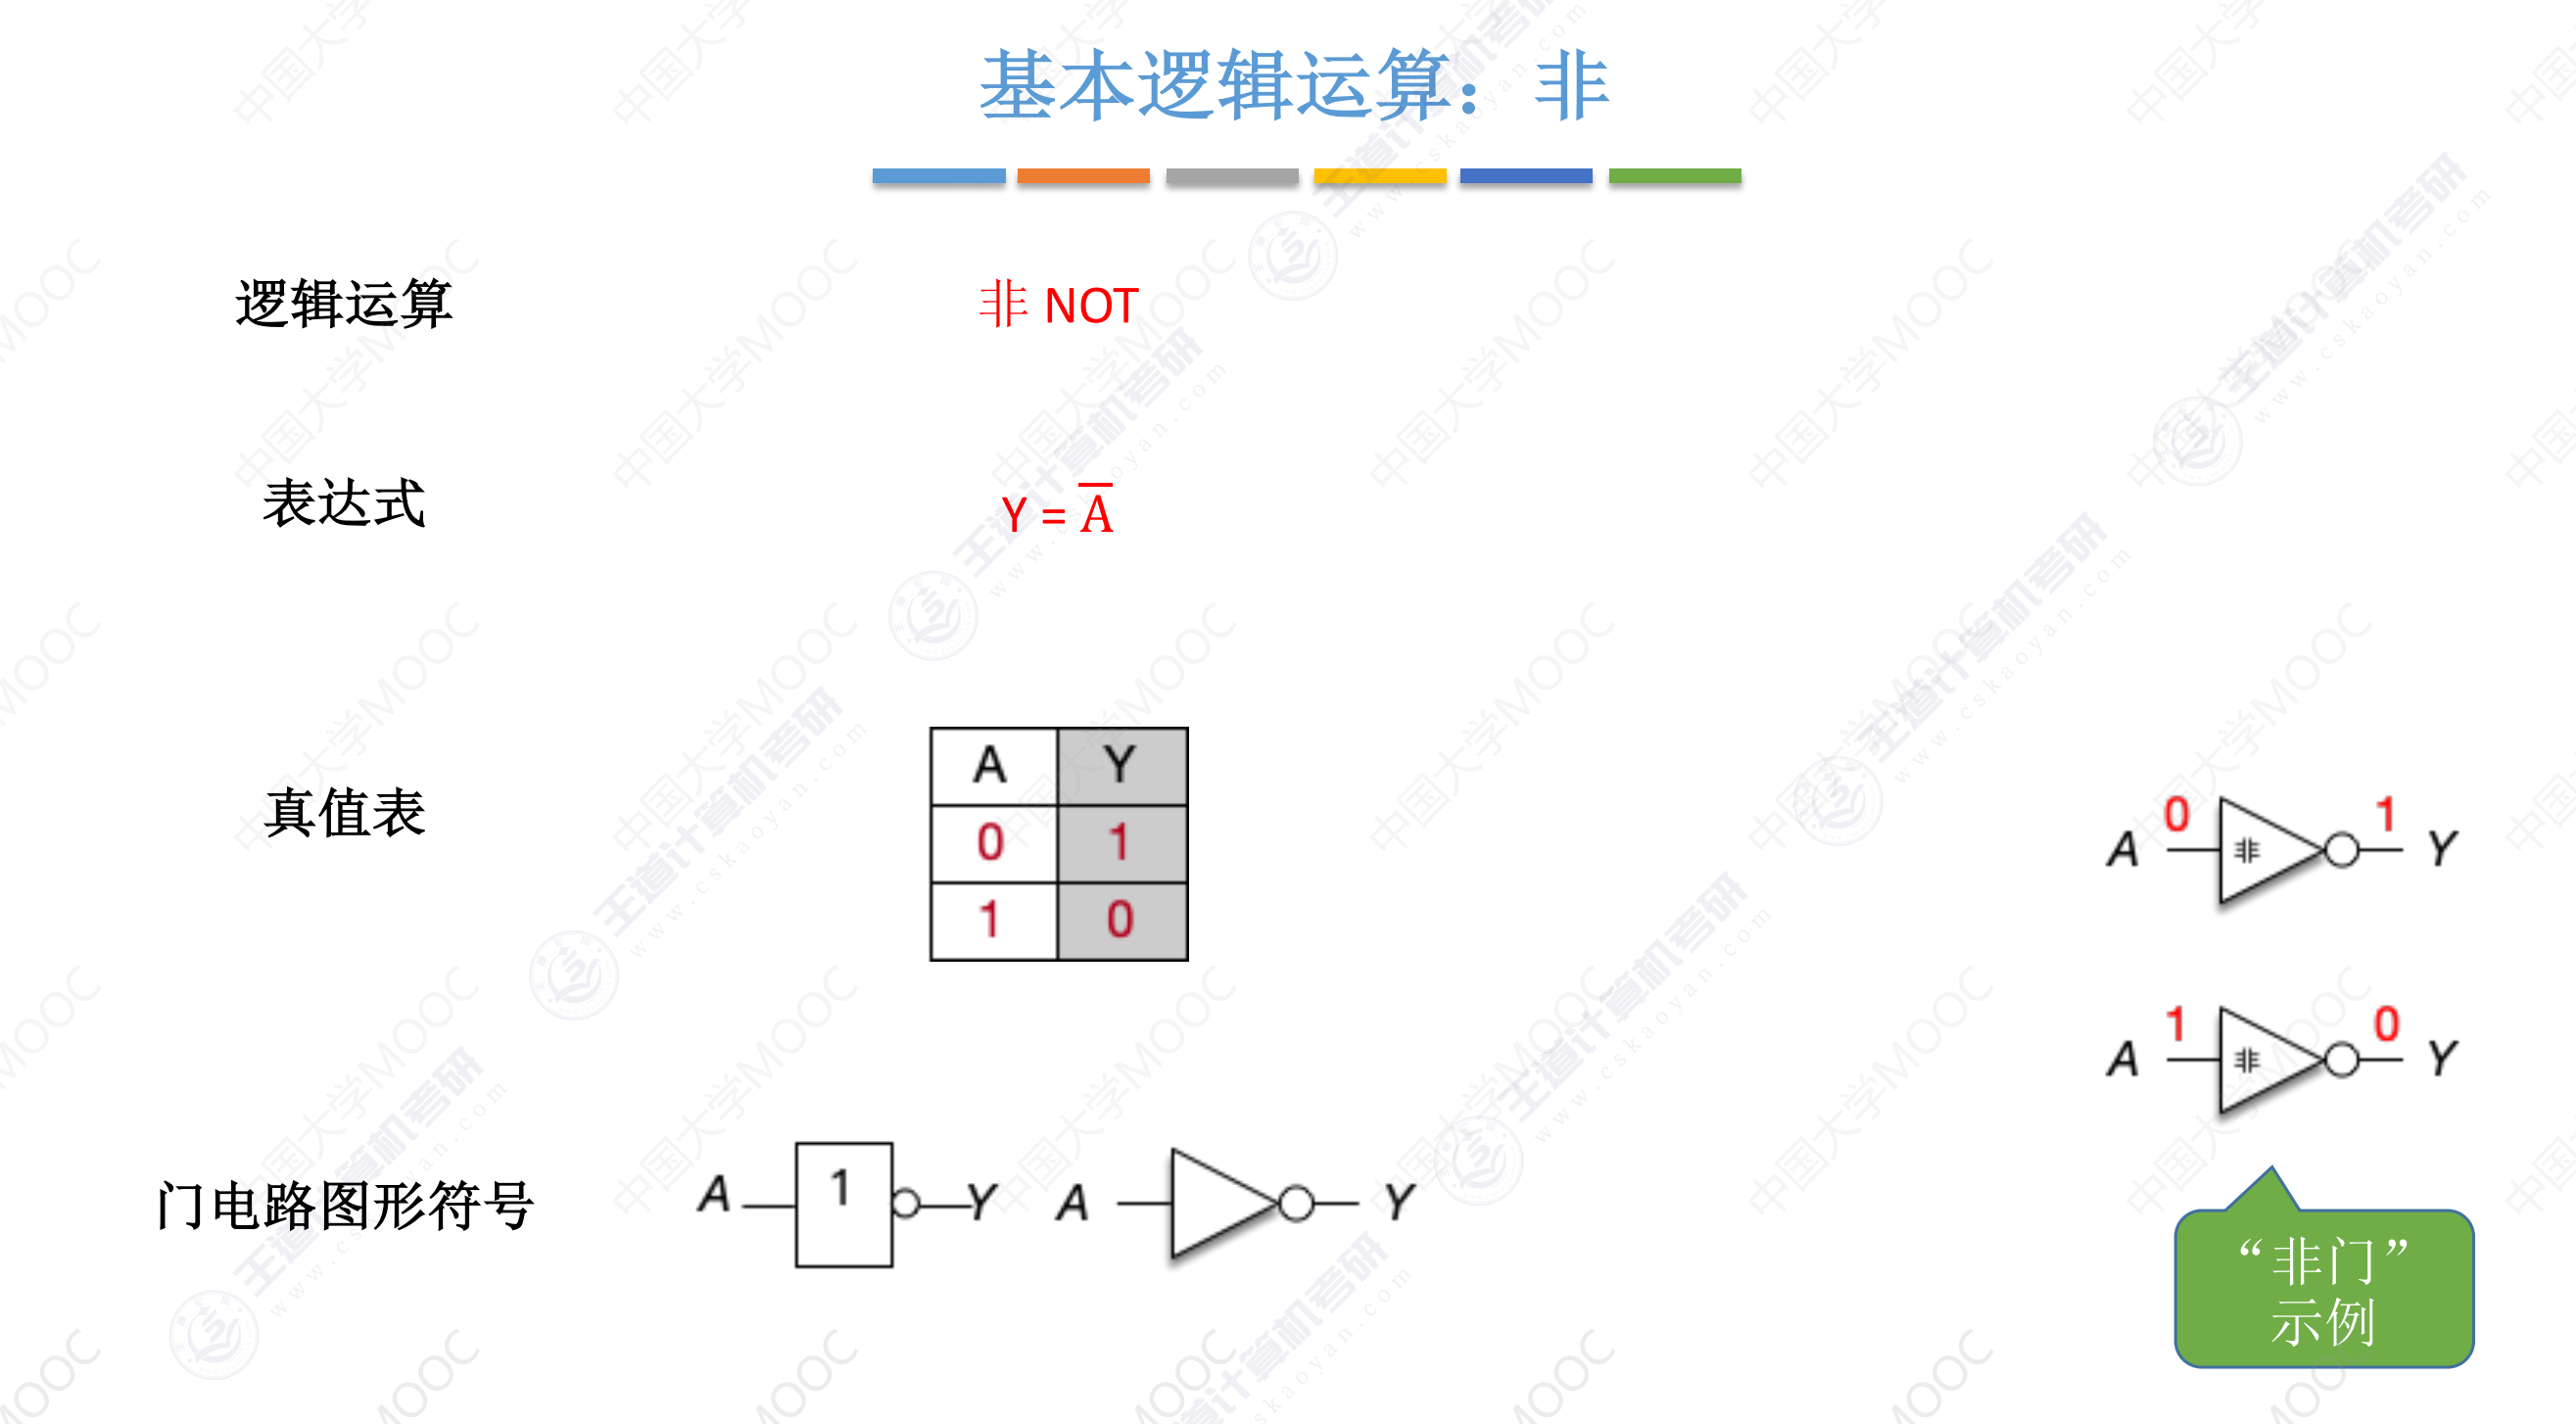 基本逻辑运算：非
逻辑运算
非 NOT
表达式
Y = A̅
真值表
A Y
0 1
1 0
A 0 非 1 Y
A 1 非 0 Y
门电路图形符号
A 1 Y
A Y
“非门”
示例
中国大学MOOC
王道计算机考研
www.cskaoyan.com